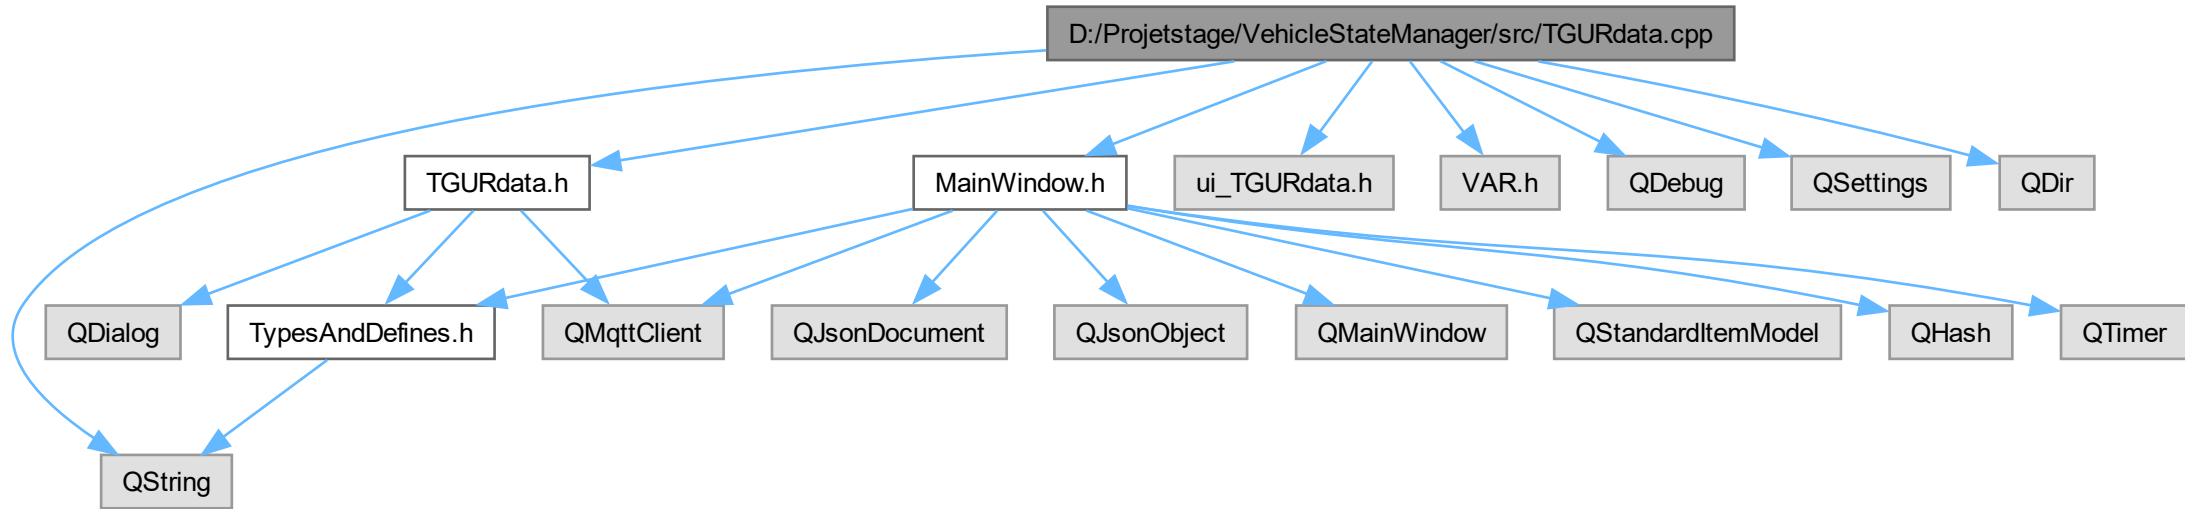 D:/Projetstage/VehicleStateManager/src/TGURdata.cpp
TGURdata.h
MainWindow.h
ui_TGURdata.h
VAR.h
QDebug
QSettings
QDir
QDialog
TypesAndDefines.h
QMqttClient
QJsonDocument
QJsonObject
QMainWindow
QStandardItemModel
QHash
QTimer
QString